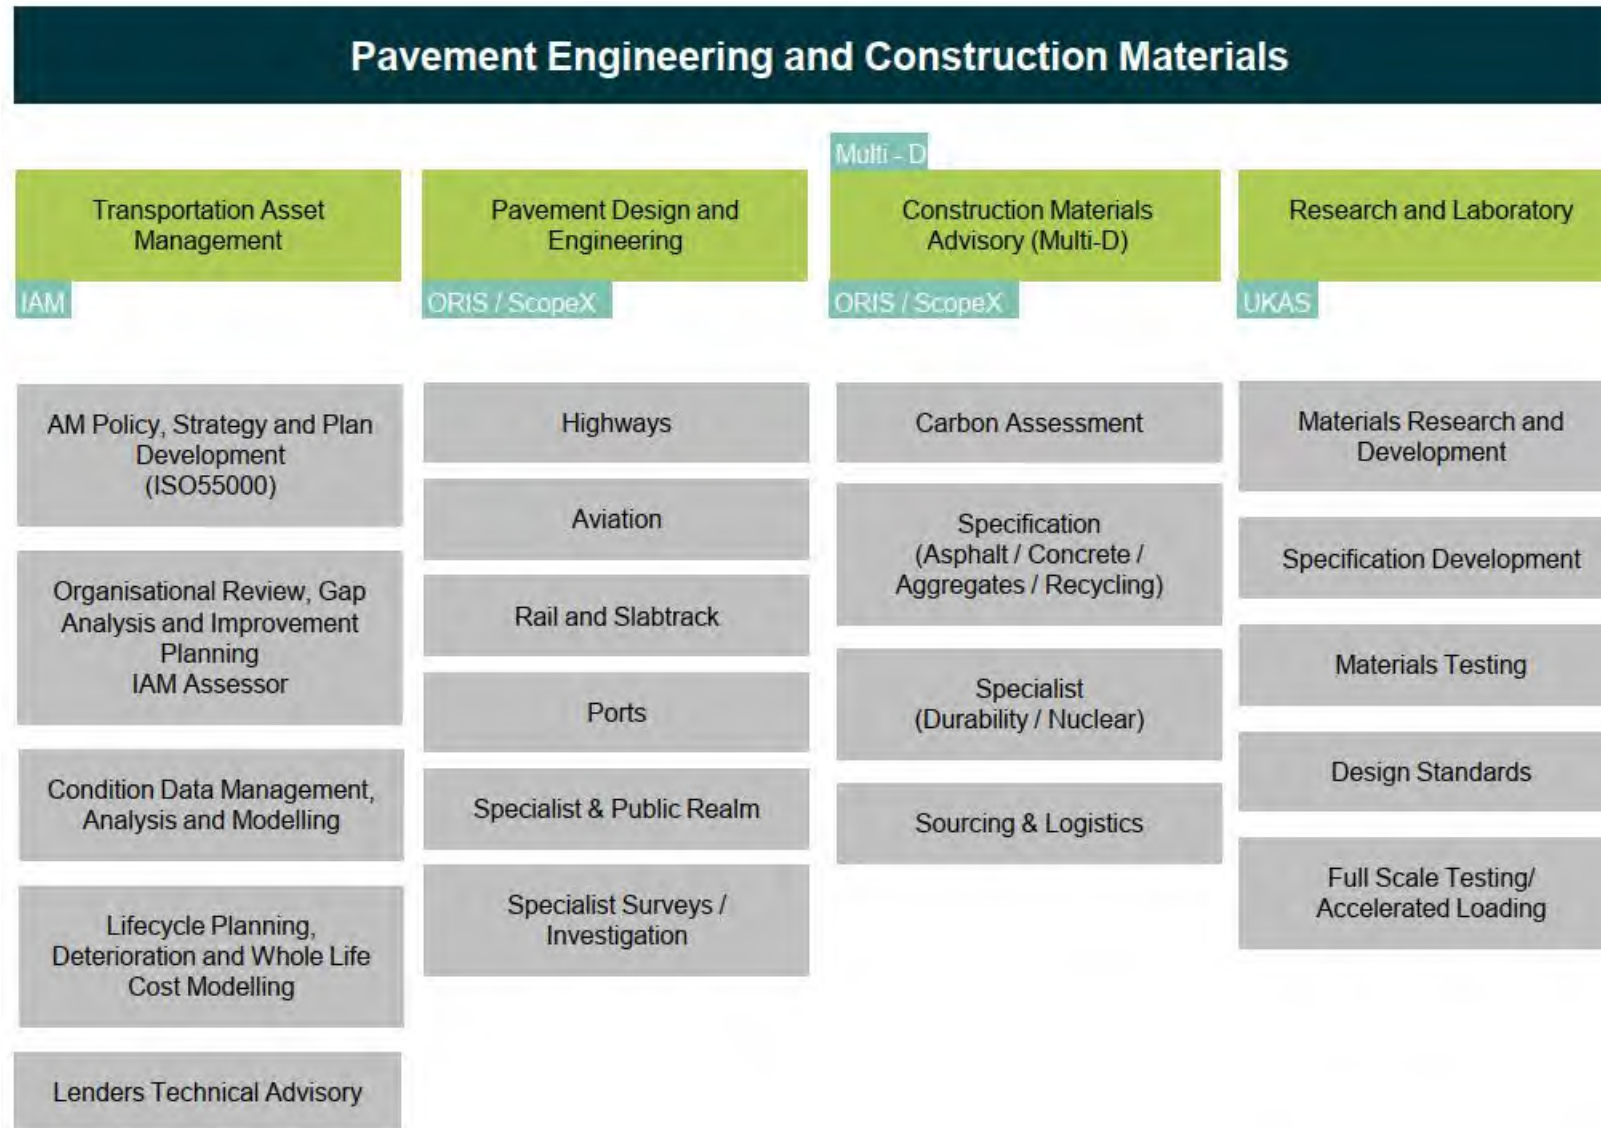 Pavement Engineering and Construction Materials
Transportation Asset
Management
IAM
AM Policy, Strategy and Plan
Development
(ISO55000)
Organisational Review, Gap
Analysis and Improvement
Planning
IAM Assessor
Condition Data Management,
Analysis and Modelling
Lifecycle Planning,
Deterioration and Whole Life
Cost Modelling
Lenders Technical Advisory
Pavement Design and
Engineering
ORIS / ScopeX
Highways
Aviation
Rail and Slabtrack
Ports
Specialist & Public Realm
Specialist Surveys /
Investigation
Multi - D
Construction Materials
Advisory (Multi-D)
ORIS / ScopeX
Carbon Assessment
Specification
(Asphalt / Concrete /
Aggregates / Recycling)
Specialist
(Durability / Nuclear)
Sourcing & Logistics
Research and Laboratory
UKAS
Materials Research and
Development
Specification Development
Materials Testing
Design Standards
Full Scale Testing/
Accelerated Loading